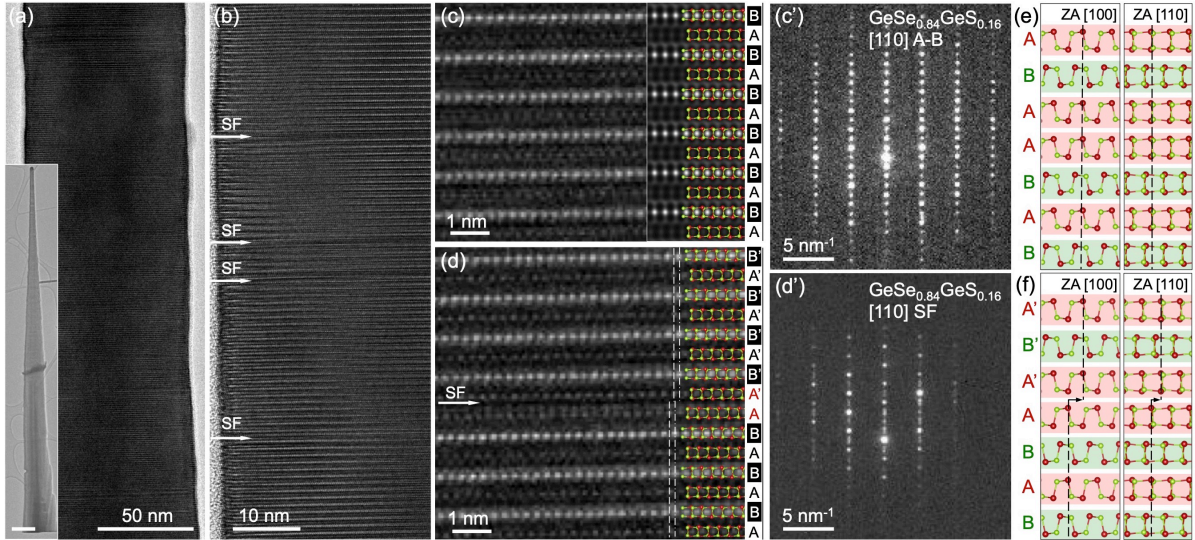 (a)
50 nm
(b)
SF
SF
SF
SF
10 nm
(c)
B
A
B
A
B
A
B
A
B
A
B
A
1 nm
(d)
B'
A'
B'
A'
B'
A'
B'
A'
SF
A
B
A
B
A
B
A
1 nm
(c')
GeSe0.84GeS0.16
[110] A-B
5 nm-1
(d')
GeSe0.84GeS0.16
[110] SF
5 nm-1
(e)
ZA [100]
ZA [110]
A
B
A
A
B
A
B
(f)
ZA [100]
ZA [110]
A'
B'
A'
A
B
A
B